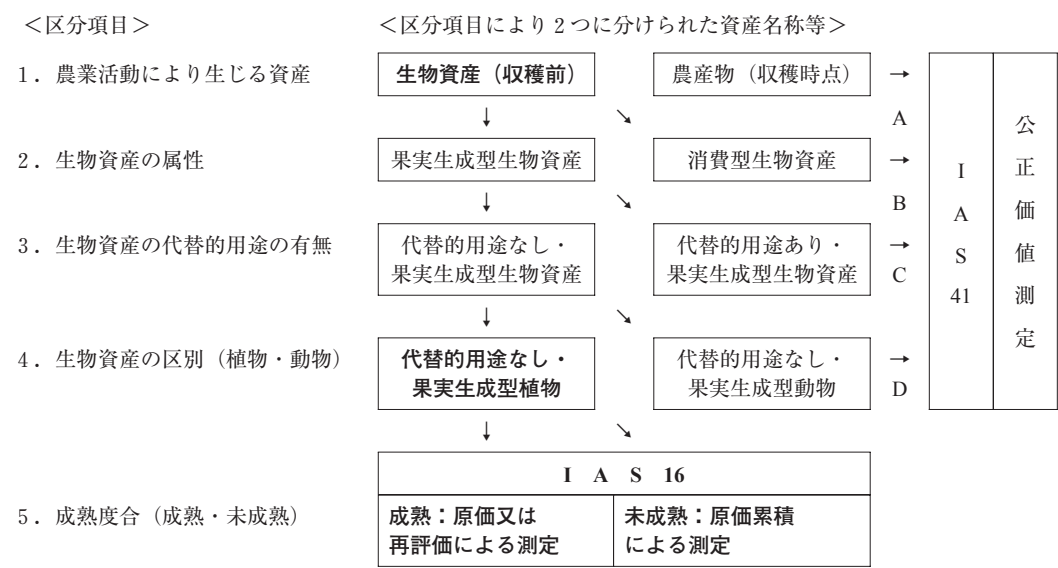 ＜区分項目＞ ＜区分項目により２つに分けられた資産名称等＞
１．農業活動により生じる資産 生物資産（収穫前） 農産物（収穫時点） →
↓ ↘ A
２．生物資産の属性 果実生成型生物資産 消費型生物資産 →
↓ ↘ B
３．生物資産の代替的用途の有無 代替的用途なし・ 代替的用途あり・ →
果実生成型生物資産 果実生成型生物資産 C
↓ ↘
４．生物資産の区別（植物・動物） 代替的用途なし・ 代替的用途なし・ →
果実生成型植物 果実生成型動物 D
↓ ↘
IAS41
公正価値測定
I A S 16
５．成熟度合（成熟・未成熟） 成熟：原価又は 未成熟：原価累積
再評価による測定 による測定